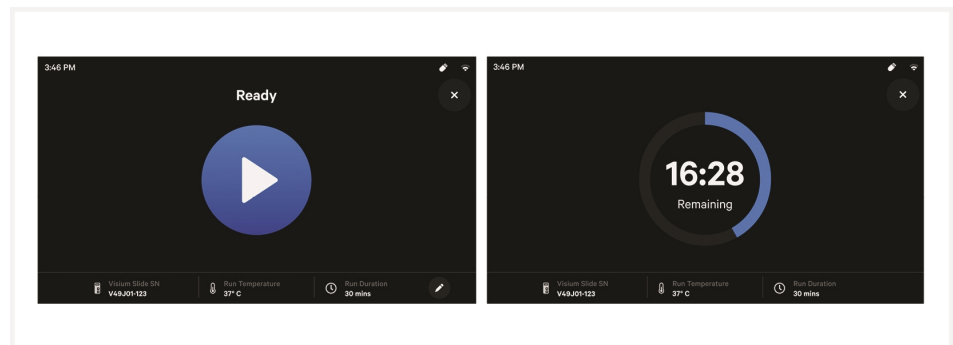 3:46 PM
Ready
Visium Slide SN
V49J01-123
Run Temperature
37° C
Run Duration
30 mins
3:46 PM
16:28
Remaining
Visium Slide SN
V49J01-123
Run Temperature
37° C
Run Duration
30 mins